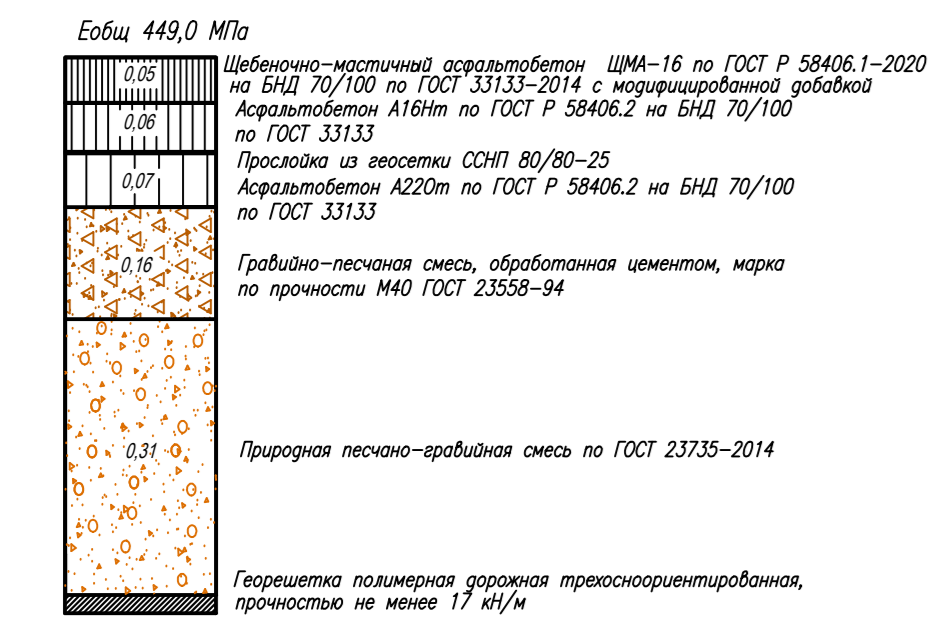 Еобщ 449,0 МПа
0,05
Щебеночно-мастичный асфальтобетон ЩМА-16 по ГОСТ Р 58406.1-2020
на БНД 70/100 по ГОСТ 33133-2014 с модифицированной добавкой
0,06
Асфальтобетон А16Нт по ГОСТ Р 58406.2 на БНД 70/100
по ГОСТ 33133
Прослойка из геосетки ССНП 80/80-25
0,07
Асфальтобетон А22От по ГОСТ Р 58406.2 на БНД 70/100
по ГОСТ 33133
0,16
Гравийно-песчаная смесь, обработанная цементом, марка
по прочности М40 ГОСТ 23558-94
0,31
Природная песчано-гравийная смесь по ГОСТ 23735-2014
Георешетка полимерная дорожная трехосноориентированная,
прочностью не менее 17 кН/м